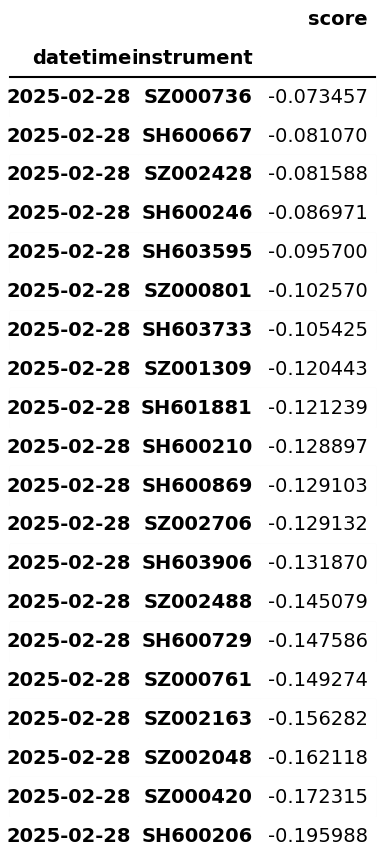 score
datetime instrument
2025-02-28 SZ000736 -0.073457
2025-02-28 SH600667 -0.081070
2025-02-28 SZ002428 -0.081588
2025-02-28 SH600246 -0.086971
2025-02-28 SH603595 -0.095700
2025-02-28 SZ000801 -0.102570
2025-02-28 SH603733 -0.105425
2025-02-28 SZ001309 -0.120443
2025-02-28 SH601881 -0.121239
2025-02-28 SH600210 -0.128897
2025-02-28 SH600869 -0.129103
2025-02-28 SZ002706 -0.129132
2025-02-28 SH603906 -0.131870
2025-02-28 SZ002488 -0.145079
2025-02-28 SH600729 -0.147586
2025-02-28 SZ000761 -0.149274
2025-02-28 SZ002163 -0.156282
2025-02-28 SZ002048 -0.162118
2025-02-28 SZ000420 -0.172315
2025-02-28 SH600206 -0.195988